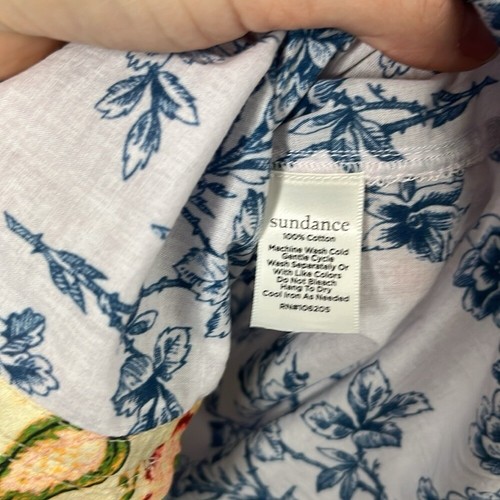 sundance
100% Cotton
Machine Wash Cold
Gentle Cycle
Wash Separately Or
With Like Colors
Do Not Bleach
Hang To Dry
Cool Iron As Needed
RN#106205